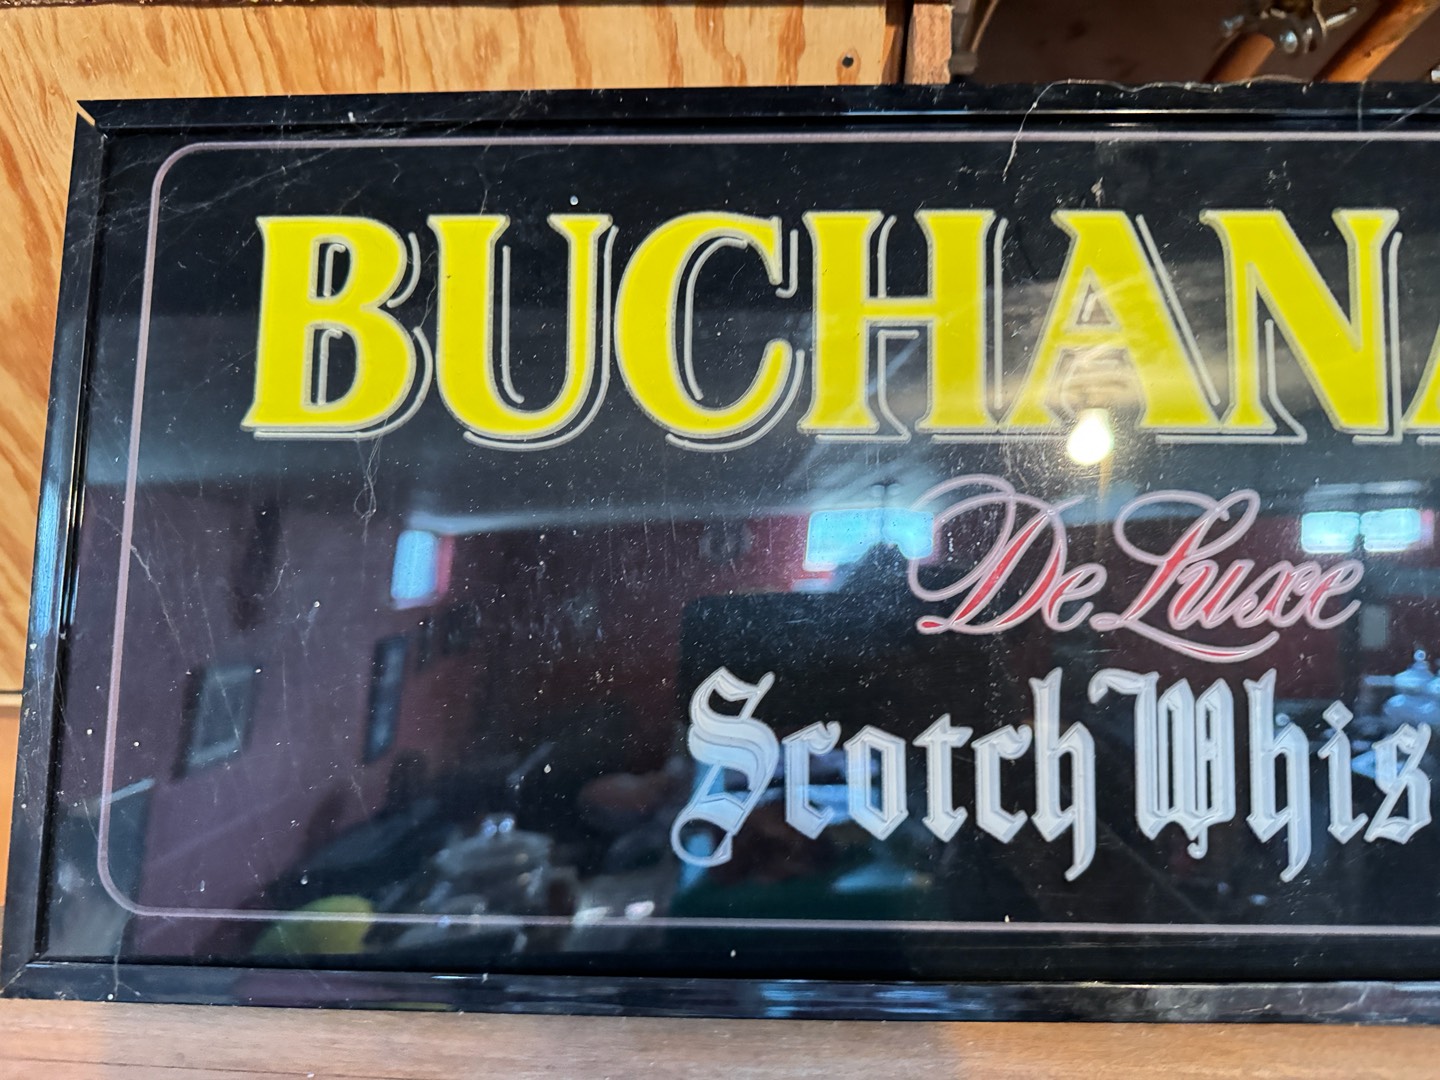 BUCHANA
De Luxe
Scotch Whis